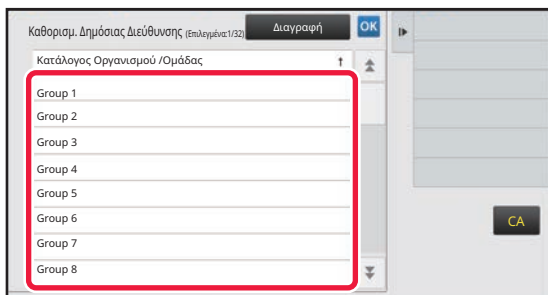 Καθορισμ. Δημόσιας Διεύθυνσης (Επιλεγμένα:1/32)
Διαγραφή
OK
Κατάλογος Οργανισμού /Ομάδας
Group 1
Group 2
Group 3
Group 4
Group 5
Group 6
Group 7
Group 8
CA